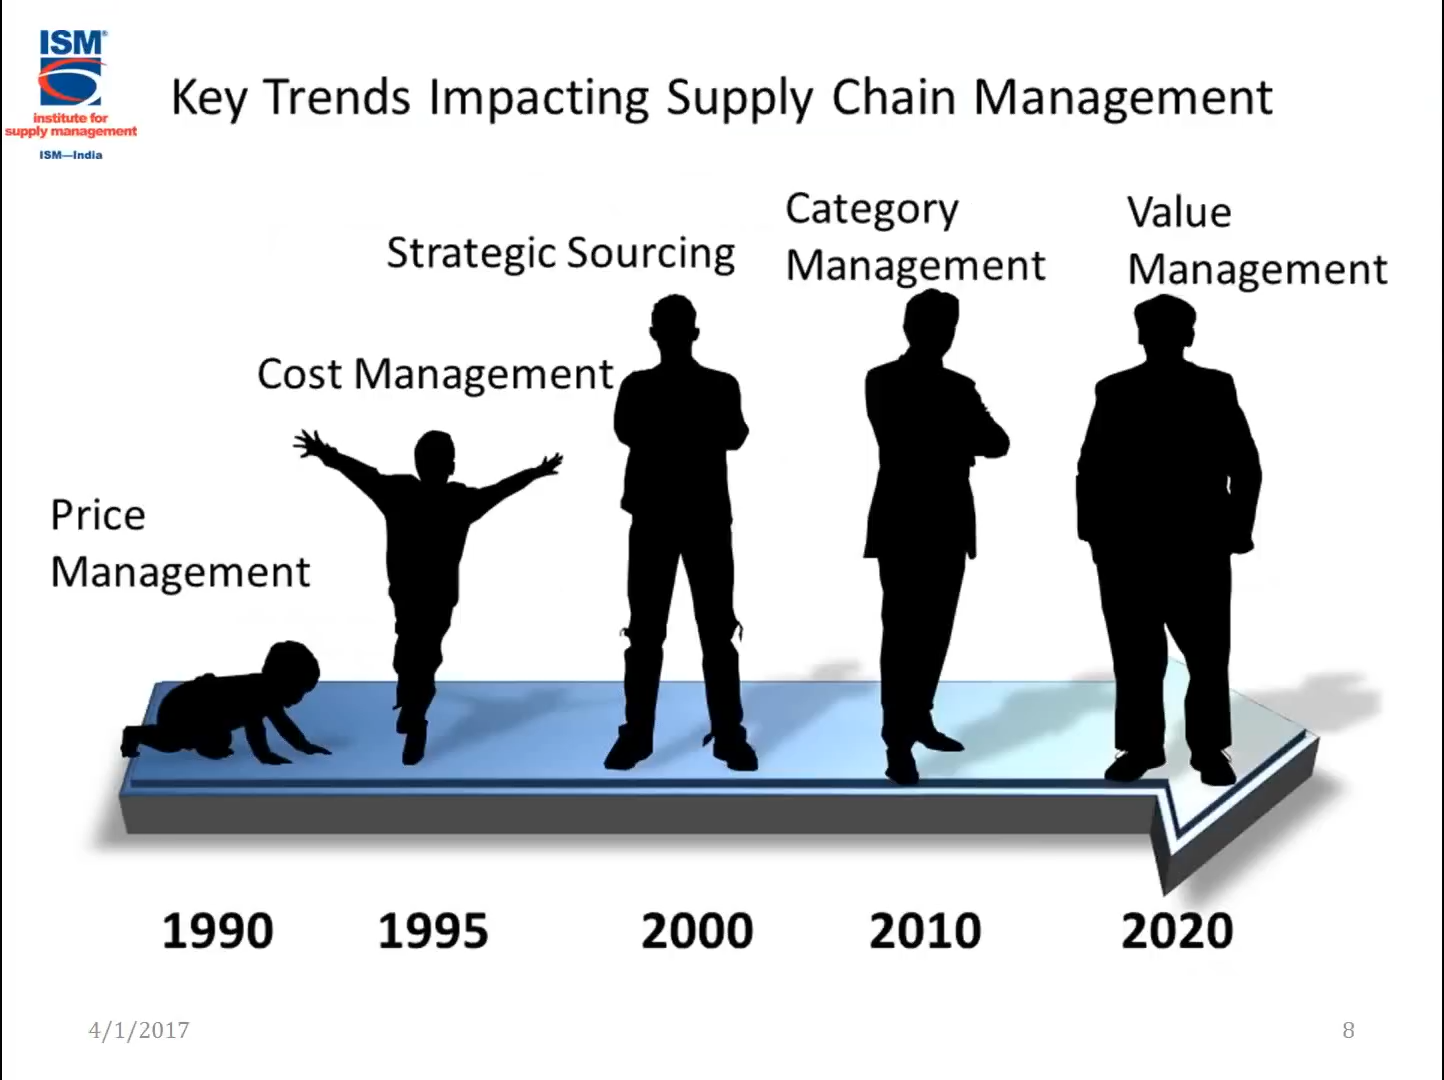 ISM®
institute for
supply management
ISM—India
Key Trends Impacting Supply Chain Management
Price
Management
Cost Management
Strategic Sourcing
Category
Management
Value
Management
1990
1995
2000
2010
2020
4/1/2017
8